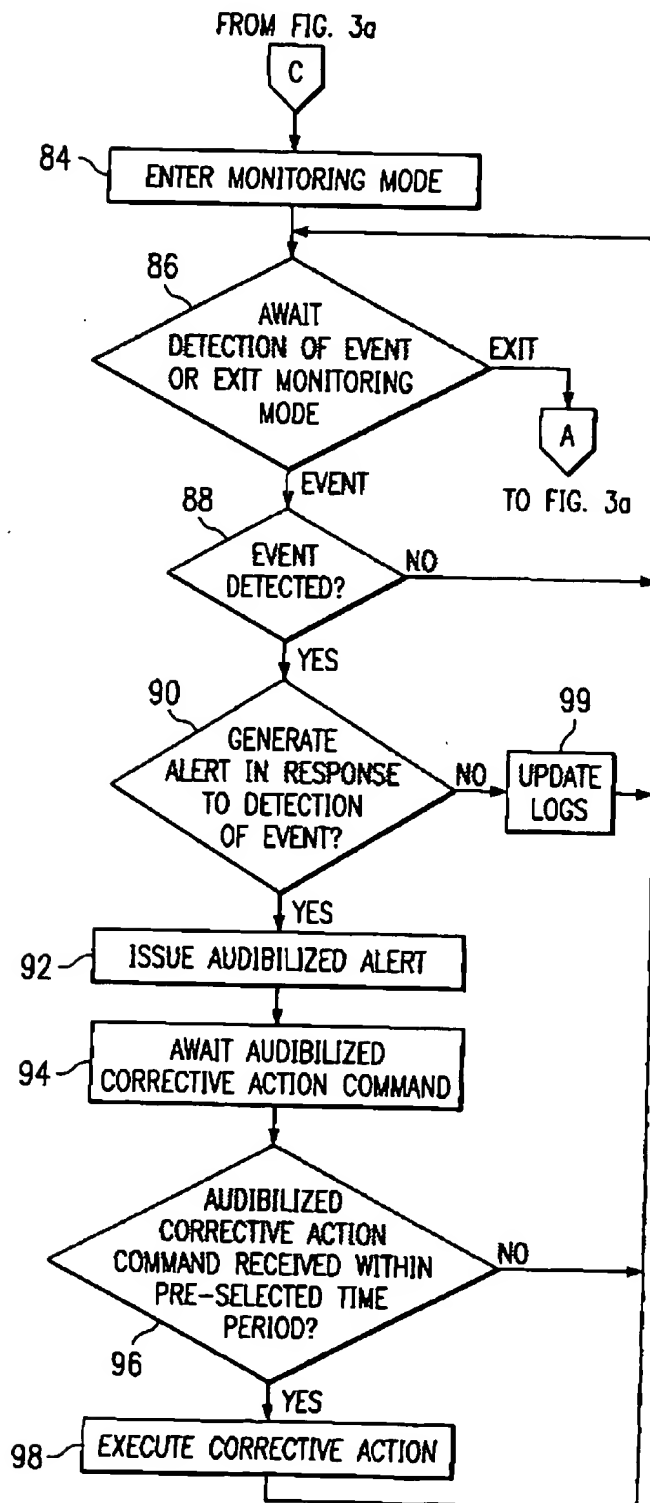 FROM FIG. 3a
C
84
ENTER MONITORING MODE
86
AWAIT
DETECTION OF EVENT
OR EXIT MONITORING
MODE
EXIT
A
TO FIG. 3a
EVENT
88
EVENT
DETECTED?
NO
YES
90
GENERATE
ALERT IN RESPONSE
TO DETECTION
OF EVENT?
NO
99
UPDATE
LOGS
YES
92
ISSUE AUDIBILIZED ALERT
94
AWAIT AUDIBILIZED
CORRECTIVE ACTION COMMAND
AUDIBILIZED
CORRECTIVE ACTION
COMMAND RECEIVED WITHIN
PRE-SELECTED TIME
PERIOD?
NO
96
YES
98
EXECUTE CORRECTIVE ACTION